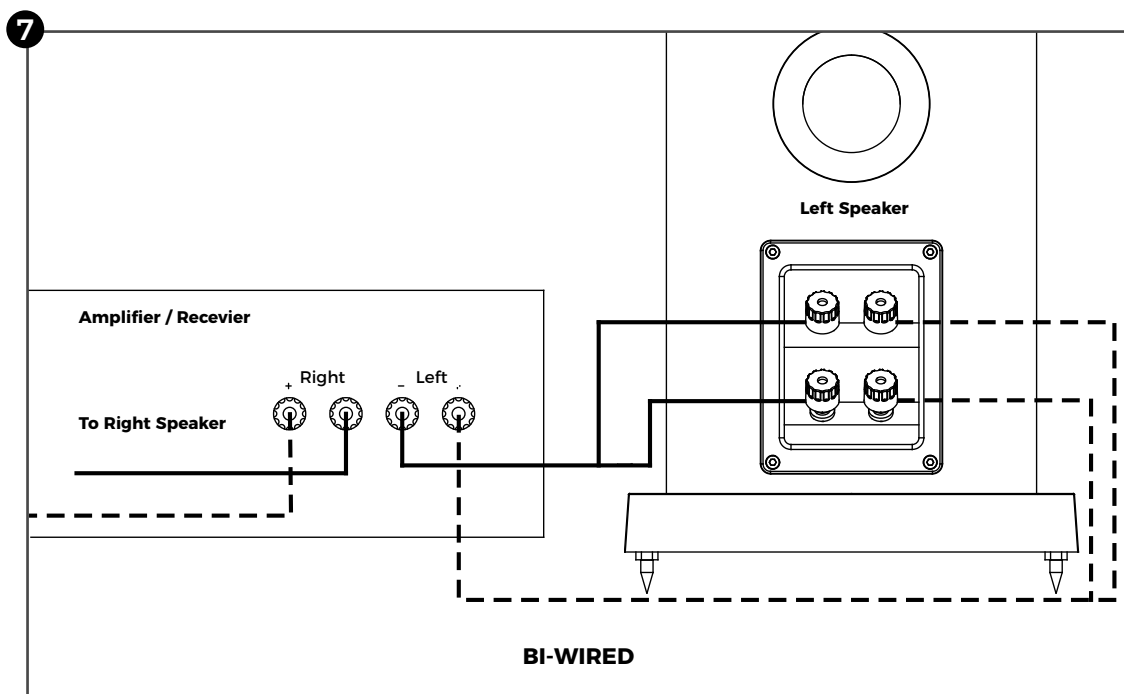 7
Left Speaker
Amplifier / Recevier
Right Left
+ −
To Right Speaker
BI-WIRED